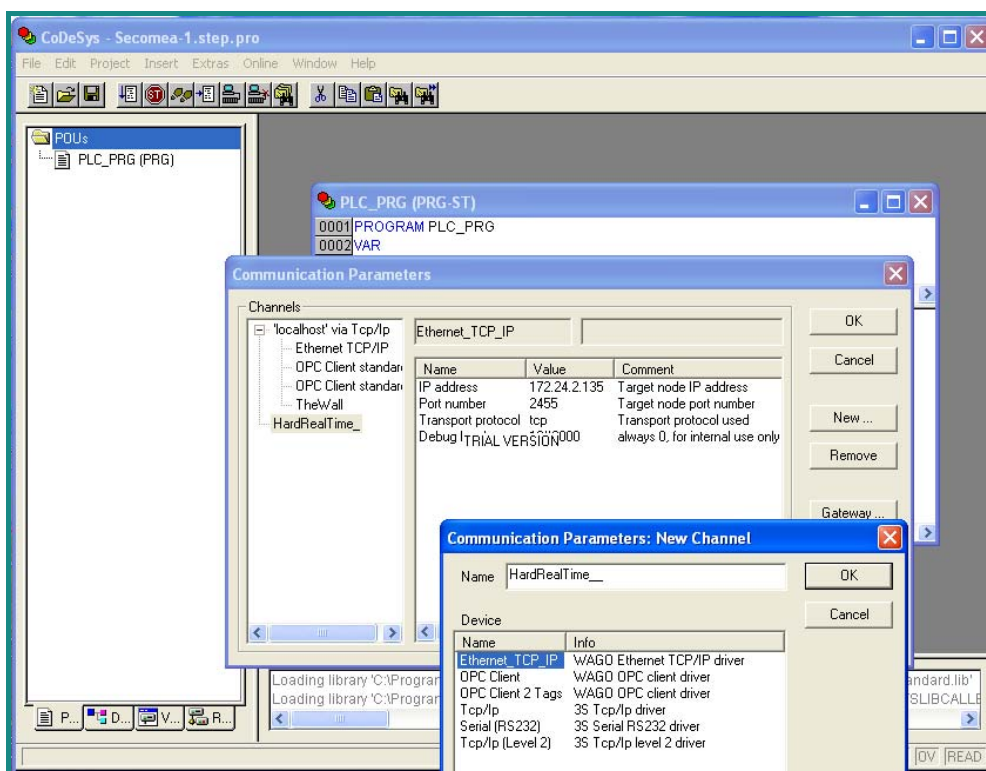 CoDeSys - Secomea-1.step.pro
File Edit Project Insert Extras Online Window Help
POUs
PLC_PRG (PRG)
PLC_PRG (PRG-ST)
0001 PROGRAM PLC_PRG
0002 VAR
Communication Parameters
Channels
'localhost' via Tcp/Ip
Ethernet TCP/IP
OPC Client standar
OPC Client standar
TheWall
HardRealTime_
Ethernet_TCP_IP
Name Value Comment
IP address 172.24.2.135 Target node IP address
Port number 2455 Target node port number
Transport protocol tcp Transport protocol used
Debug 000 always 0, for internal use only
TRIAL VERSION
OK
Cancel
New ...
Remove
Gateway ...
Communication Parameters: New Channel
Name HardRealTime__
OK
Cancel
Device
Name Info
Ethernet_TCP_IP WAGO Ethernet TCP/IP driver
OPC Client WAGO OPC client driver
OPC Client 2 Tags WAGO OPC client driver
Tcp/Ip 3S Tcp/Ip driver
Serial (RS232) 3S Serial RS232 driver
Tcp/Ip (Level 2) 3S Tcp/Ip level 2 driver
Loading library 'C:\Progra
andard.lib'
Loading library 'C:\Progra
SLIBCALLE
P... D... V... R...
OV READ